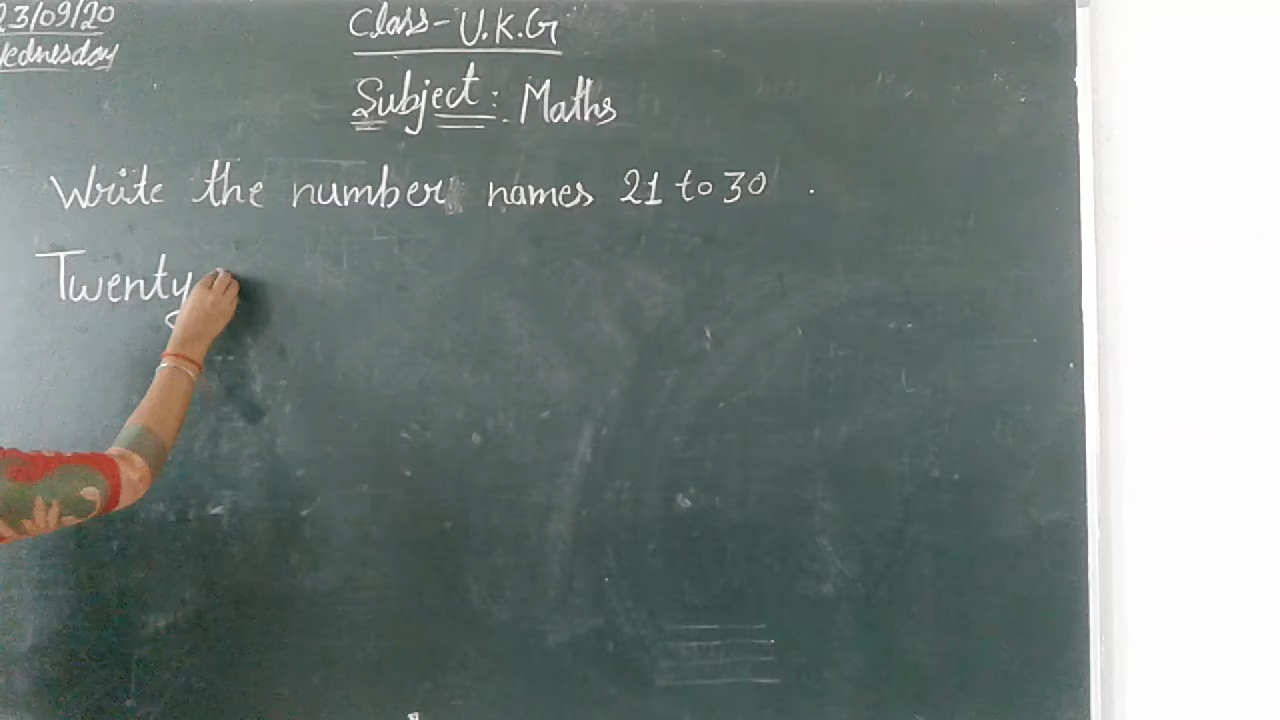 23/09/20
Wednesday
Class- U.K.G
Subject: Maths
Write the number names 21 to 30 .
Twenty